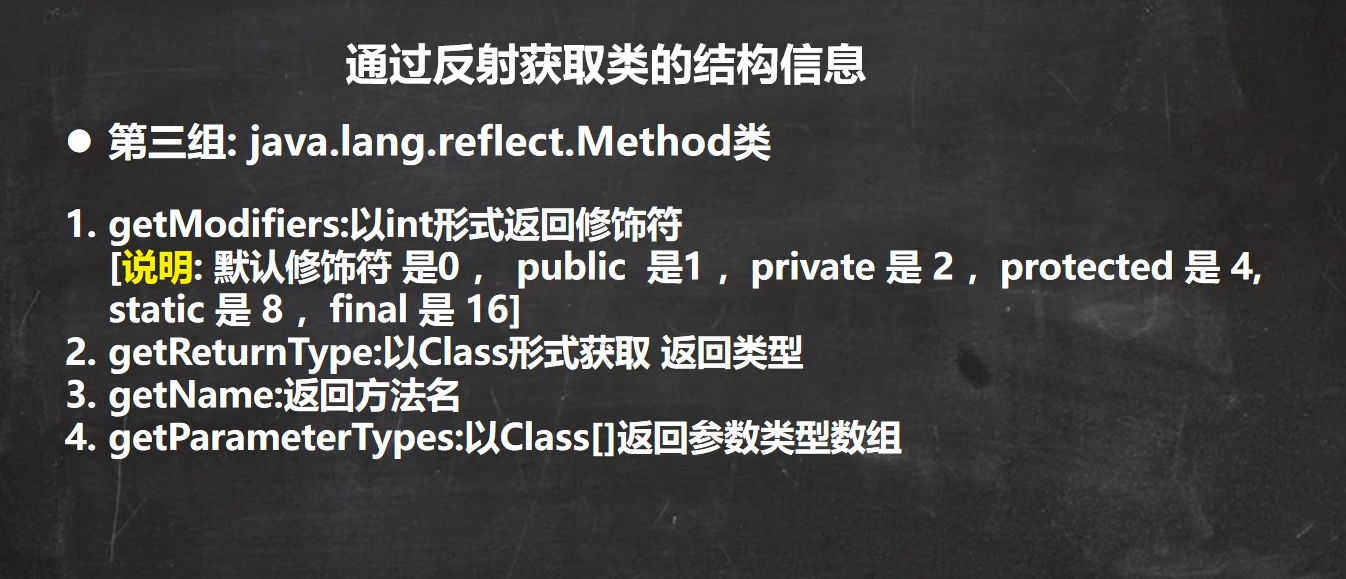 通过反射获取类的结构信息
● 第三组: java.lang.reflect.Method类
1. getModifiers:以int形式返回修饰符
[说明: 默认修饰符 是0 ， public 是1 ，private 是 2 ，protected 是 4,
static 是 8 ，final 是 16]
2. getReturnType:以Class形式获取 返回类型
3. getName:返回方法名
4. getParameterTypes:以Class[]返回参数类型数组